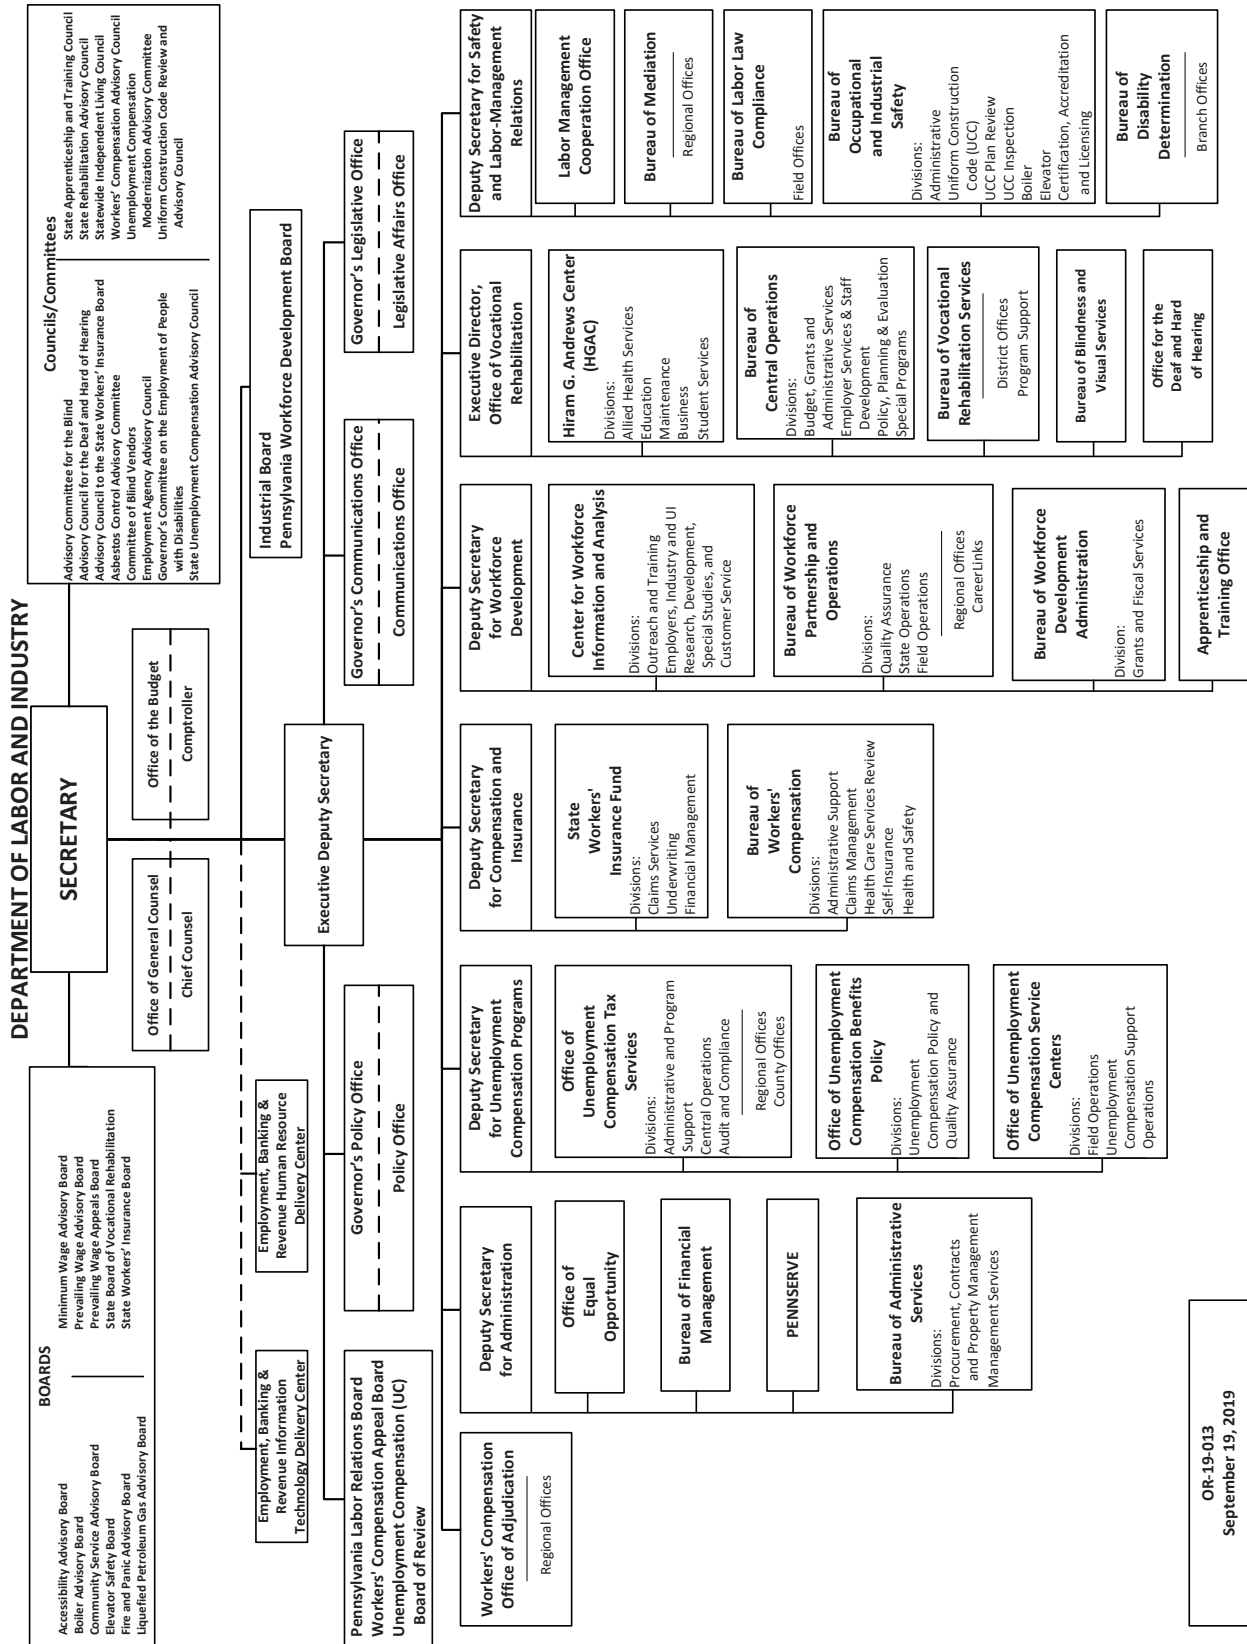 DEPARTMENT OF LABOR AND INDUSTRY
BOARDS
Accessibility Advisory Board
Boiler Advisory Board
Community Service Advisory Board
Elevator Safety Board
Fire and Panic Advisory Board
Liquefied Petroleum Gas Advisory Board
Minimum Wage Advisory Board
Prevailing Wage Advisory Board
Prevailing Wage Appeals Board
State Board of Vocational Rehabilitation
State Workers' Insurance Board
SECRETARY
Councils/Committees
Advisory Committee for the Blind
Advisory Council for the Deaf and Hard of Hearing
Advisory Council to the State Workers' Insurance Board
Asbestos Control Advisory Committee
Committee of Blind Vendors
Employment Agency Advisory Council
Governor's Committee on the Employment of People
with Disabilities
State Unemployment Compensation Advisory Council
State Apprenticeship and Training Council
State Rehabilitation Advisory Council
Statewide Independent Living Council
Workers' Compensation Advisory Council
Unemployment Compensation
Modernization Advisory Committee
Uniform Construction Code Review and
Advisory Council
Office of General Counsel
Chief Counsel
Office of the Budget
Comptroller
Employment, Banking &
Revenue Information
Technology Delivery Center
Employment, Banking &
Revenue Human Resource
Delivery Center
Industrial Board
Pennsylvania Workforce Development Board
Executive Deputy Secretary
Pennsylvania Labor Relations Board
Workers' Compensation Appeal Board
Unemployment Compensation (UC)
Board of Review
Governor's Policy Office
Policy Office
Governor's Communications Office
Communications Office
Governor's Legislative Office
Legislative Affairs Office
Workers' Compensation
Office of Adjudication
Regional Offices
Deputy Secretary
for Administration
Office of
Equal
Opportunity
Bureau of Financial
Management
PENNSERVE
Bureau of Administrative
Services
Divisions:
Procurement, Contracts
and Property Management
Management Services
Deputy Secretary
for Unemployment
Compensation Programs
Office of
Unemployment
Compensation Tax
Services
Divisions:
Administrative and Program
Support
Central Operations
Audit and Compliance
Regional Offices
County Offices
Office of Unemployment
Compensation Benefits
Policy
Divisions:
Unemployment
Compensation Policy and
Quality Assurance
Office of Unemployment
Compensation Service
Centers
Divisions:
Field Operations
Unemployment
Compensation Support
Operations
Deputy Secretary
for Compensation and
Insurance
State
Workers'
Insurance Fund
Divisions:
Claims Services
Underwriting
Financial Management
Bureau of
Workers'
Compensation
Divisions:
Administrative Support
Claims Management
Health Care Services Review
Self-Insurance
Health and Safety
Deputy Secretary
for Workforce
Development
Center for Workforce
Information and Analysis
Divisions:
Outreach and Training
Employers, Industry and UI
Research, Development,
Special Studies, and
Customer Service
Bureau of Workforce
Partnership and
Operations
Divisions:
Quality Assurance
State Operations
Field Operations
Regional Offices
CareerLinks
Bureau of Workforce
Development
Administration
Division:
Grants and Fiscal Services
Apprenticeship and
Training Office
Executive Director,
Office of Vocational
Rehabilitation
Hiram G. Andrews Center
(HGAC)
Divisions:
Allied Health Services
Education
Maintenance
Business
Student Services
Bureau of
Central Operations
Divisions:
Budget, Grants and
Administrative Services
Employer Services & Staff
Development
Policy, Planning & Evaluation
Special Programs
Bureau of Vocational
Rehabilitation Services
District Offices
Program Support
Bureau of Blindness and
Visual Services
Office for the
Deaf and Hard
of Hearing
Deputy Secretary for Safety
and Labor-Management
Relations
Labor Management
Cooperation Office
Bureau of Mediation
Regional Offices
Bureau of Labor Law
Compliance
Field Offices
Bureau of
Occupational
and Industrial
Safety
Divisions:
Administrative
Uniform Construction
Code (UCC)
UCC Plan Review
UCC Inspection
Boiler
Elevator
Certification, Accreditation
and Licensing
Bureau of
Disability
Determination
Branch Offices
OR-19-013
September 19, 2019